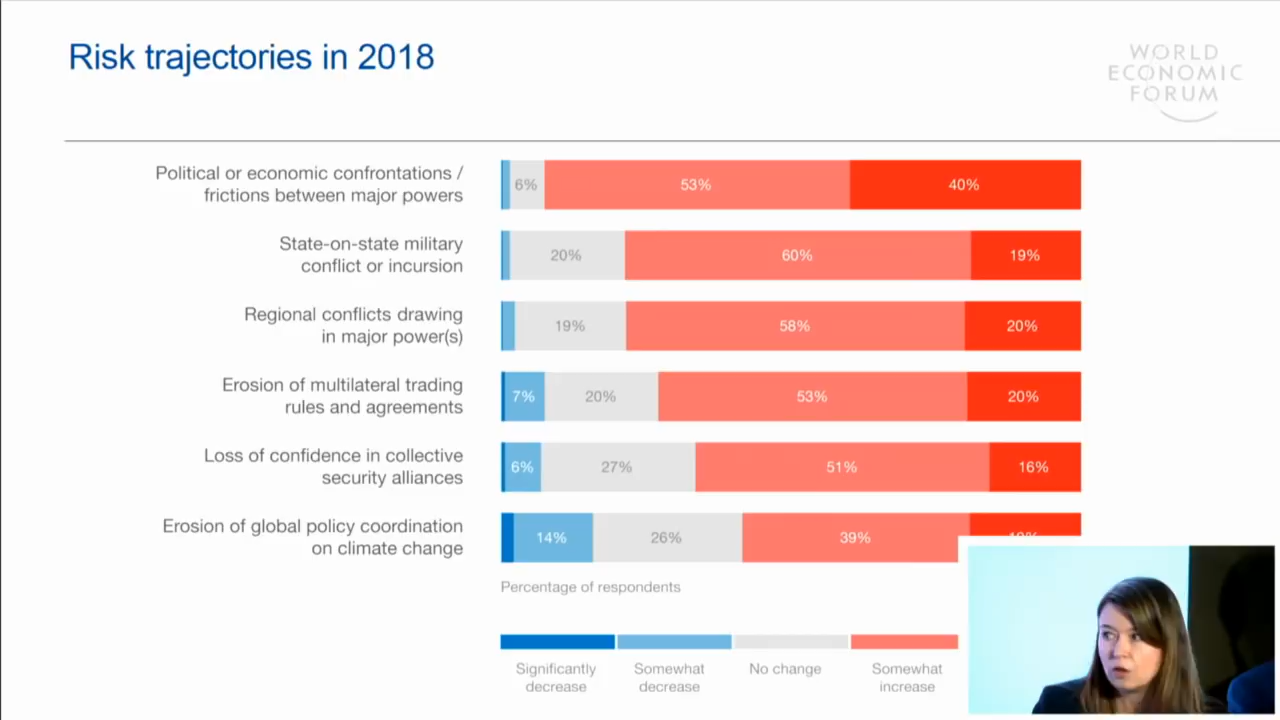 Risk trajectories in 2018
WORLD
ECONOMIC
FORUM
Political or economic confrontations /
frictions between major powers
6%
53%
40%
State-on-state military
conflict or incursion
20%
60%
19%
Regional conflicts drawing
in major power(s)
19%
58%
20%
Erosion of multilateral trading
rules and agreements
7%
20%
53%
20%
Loss of confidence in collective
security alliances
6%
27%
51%
16%
Erosion of global policy coordination
on climate change
14%
26%
39%
Percentage of respondents
Significantly
decrease
Somewhat
decrease
No change
Somewhat
increase